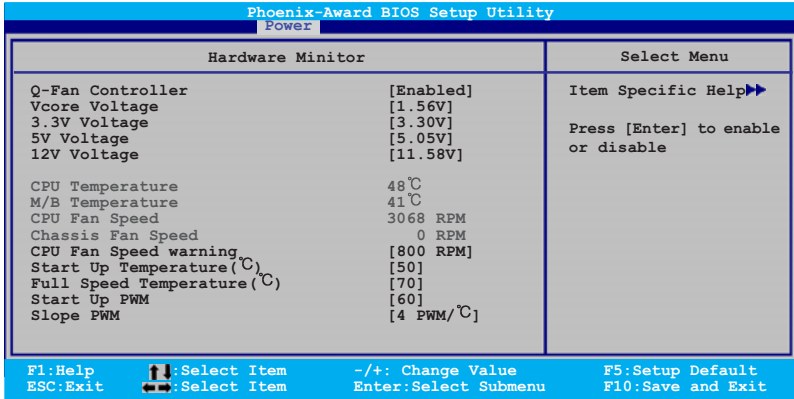 Phoenix-Award BIOS Setup Utility
Power
Hardware Minitor
Select Menu
Q-Fan Controller [Enabled]
Vcore Voltage [1.56V]
3.3V Voltage [3.30V]
5V Voltage [5.05V]
12V Voltage [11.58V]
CPU Temperature 48℃
M/B Temperature 41℃
CPU Fan Speed 3068 RPM
Chassis Fan Speed 0 RPM
CPU Fan Speed warning [800 RPM]
Start Up Temperature(℃) [50]
Full Speed Temperature(℃) [70]
Start Up PWM [60]
Slope PWM [4 PWM/℃]
Item Specific Help
Press [Enter] to enable
or disable
F1:Help ⬆⬇:Select Item -/+: Change Value F5:Setup Default
ESC:Exit ⬅➡:Select Item Enter:Select Submenu F10:Save and Exit